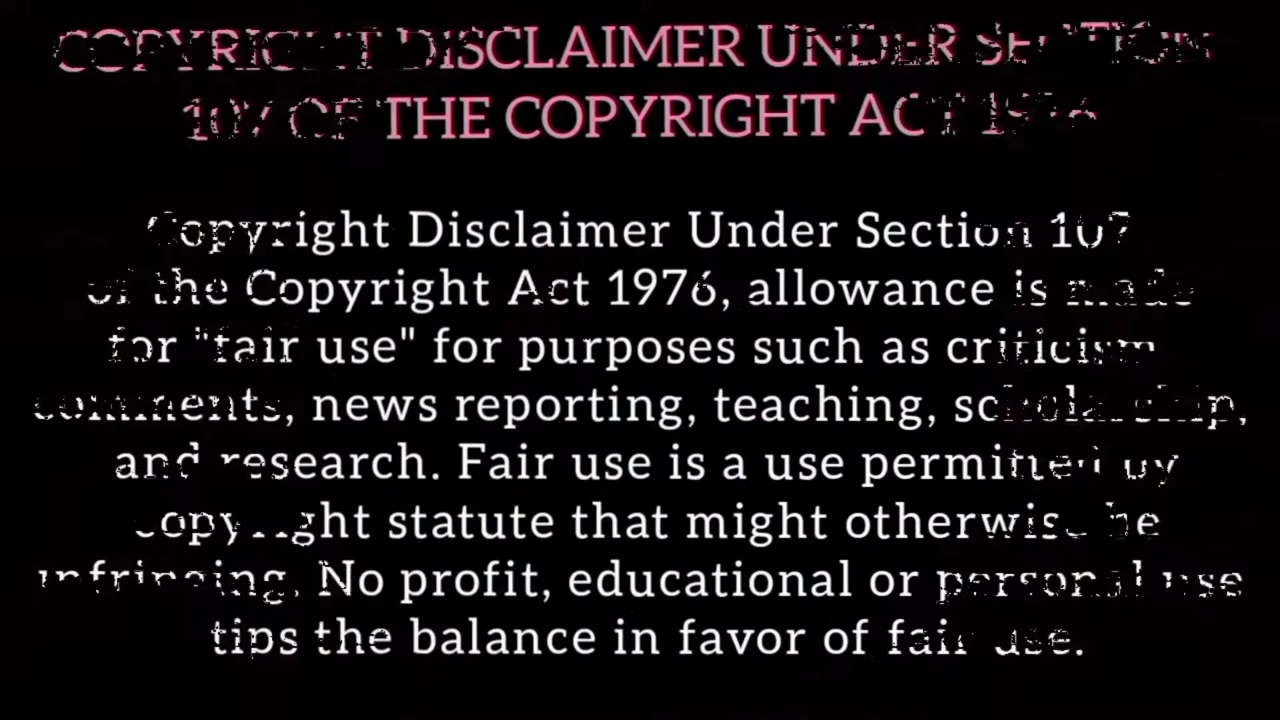 COPYRIGHT DISCLAIMER UNDER SECTION
107 OF THE COPYRIGHT ACT 1976
Copyright Disclaimer Under Section 107
of the Copyright Act 1976, allowance is made
for "fair use" for purposes such as criticism
comments, news reporting, teaching, scholarship,
and research. Fair use is a use permitted by
copyright statute that might otherwise be
infringing. No profit, educational or personal use
tips the balance in favor of fair use.